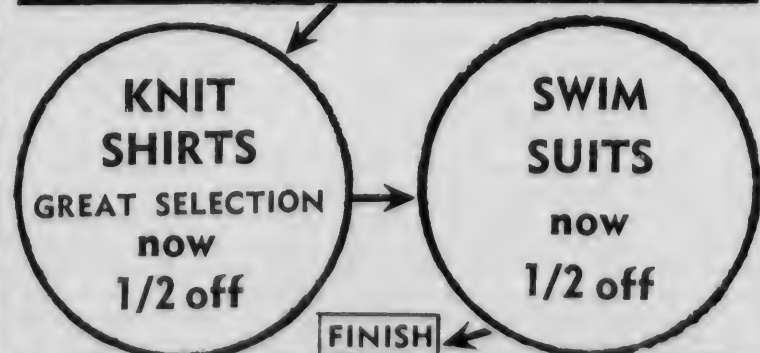 KNIT
SHIRTS
GREAT SELECTION
now
1/2 off
SWIM
SUITS
now
1/2 off
FINISH